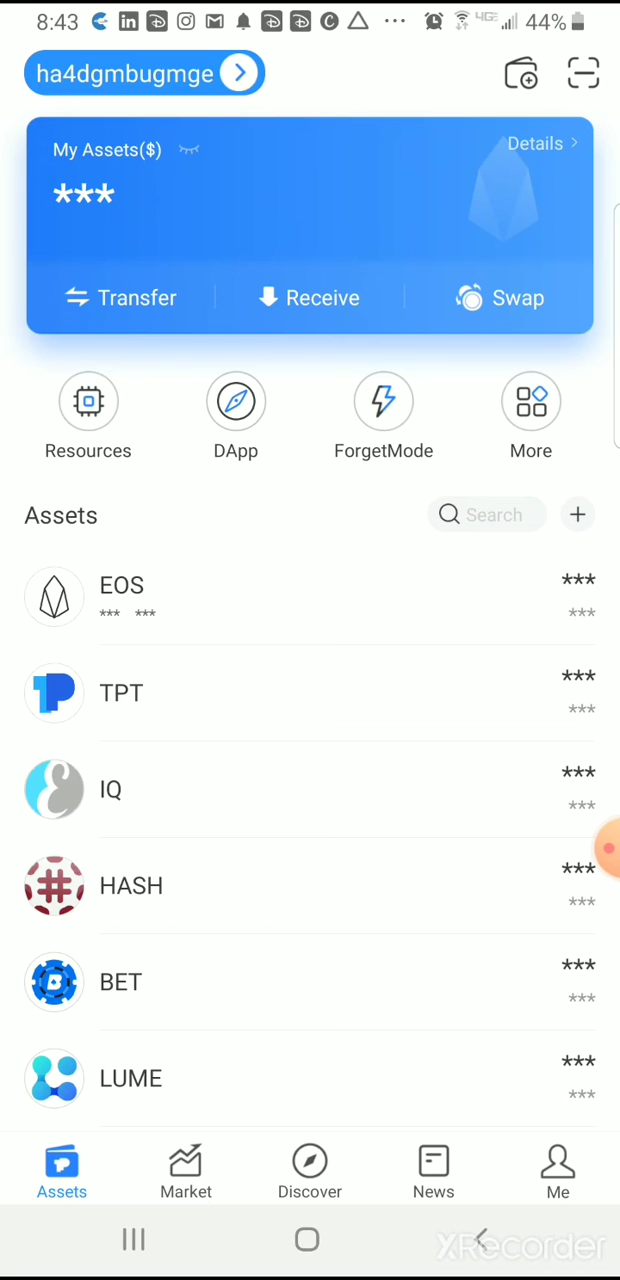 8:43 4GE 44%
ha4dgmbugmge
My Assets($)
Details
***
Transfer
Receive
Swap
Resources
DApp
ForgetMode
More
Assets
Search
EOS
***
*** ***
***
TPT
***
***
IQ
***
***
HASH
***
***
BET
***
***
LUME
***
***
Assets
Market
Discover
News
Me
XRecorder